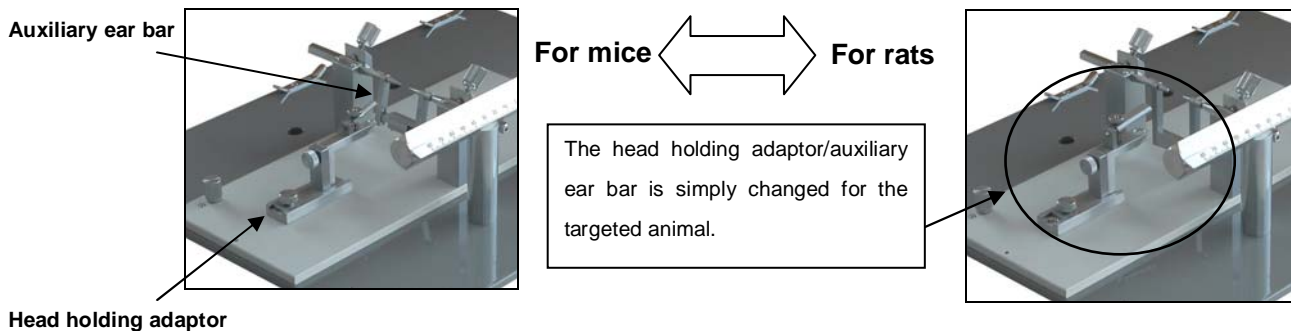 Auxiliary ear bar
For mice
For rats
The head holding adaptor/auxiliary
ear bar is simply changed for the
targeted animal.
Head holding adaptor